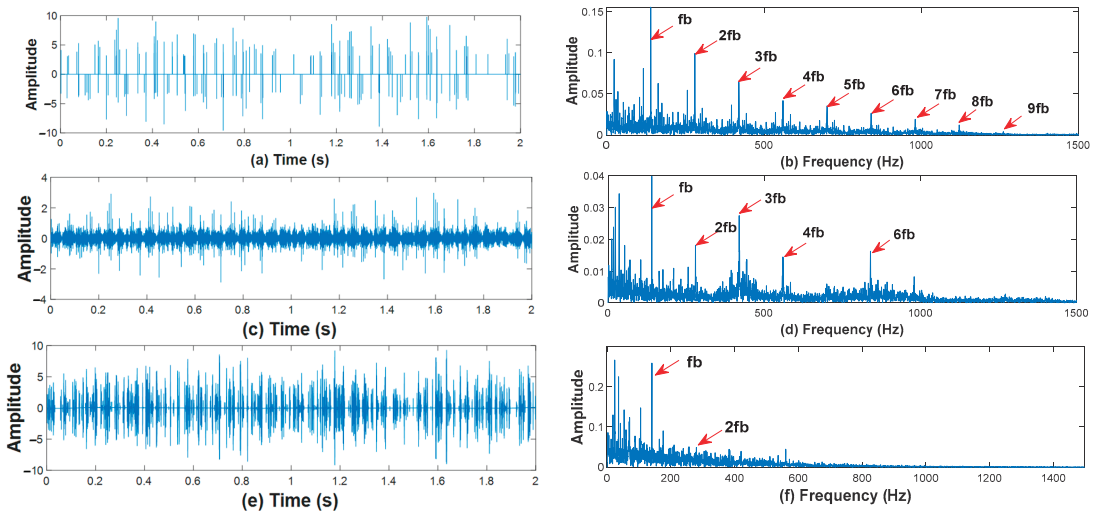 Amplitude
10
5
0
−5
−10
0 0.2 0.4 0.6 0.8 1 1.2 1.4 1.6 1.8 2
(a) Time (s)
Amplitude
0.15
0.1
0.05
0
fb
2fb
3fb
4fb
5fb
6fb
7fb
8fb
9fb
0 500 1000 1500
(b) Frequency (Hz)
Amplitude
4
2
0
−2
−4
0 0.2 0.4 0.6 0.8 1 1.2 1.4 1.6 1.8 2
(c) Time (s)
Amplitude
0.04
0.03
0.02
0.01
0
fb
2fb
3fb
4fb
6fb
0 500 1000 1500
(d) Frequency (Hz)
Amplitude
10
5
0
−5
−10
0 0.2 0.4 0.6 0.8 1 1.2 1.4 1.6 1.8 2
(e) Time (s)
Amplitude
0.2
0.1
0
fb
2fb
0 200 400 600 800 1000 1200 1400
(f) Frequency (Hz)